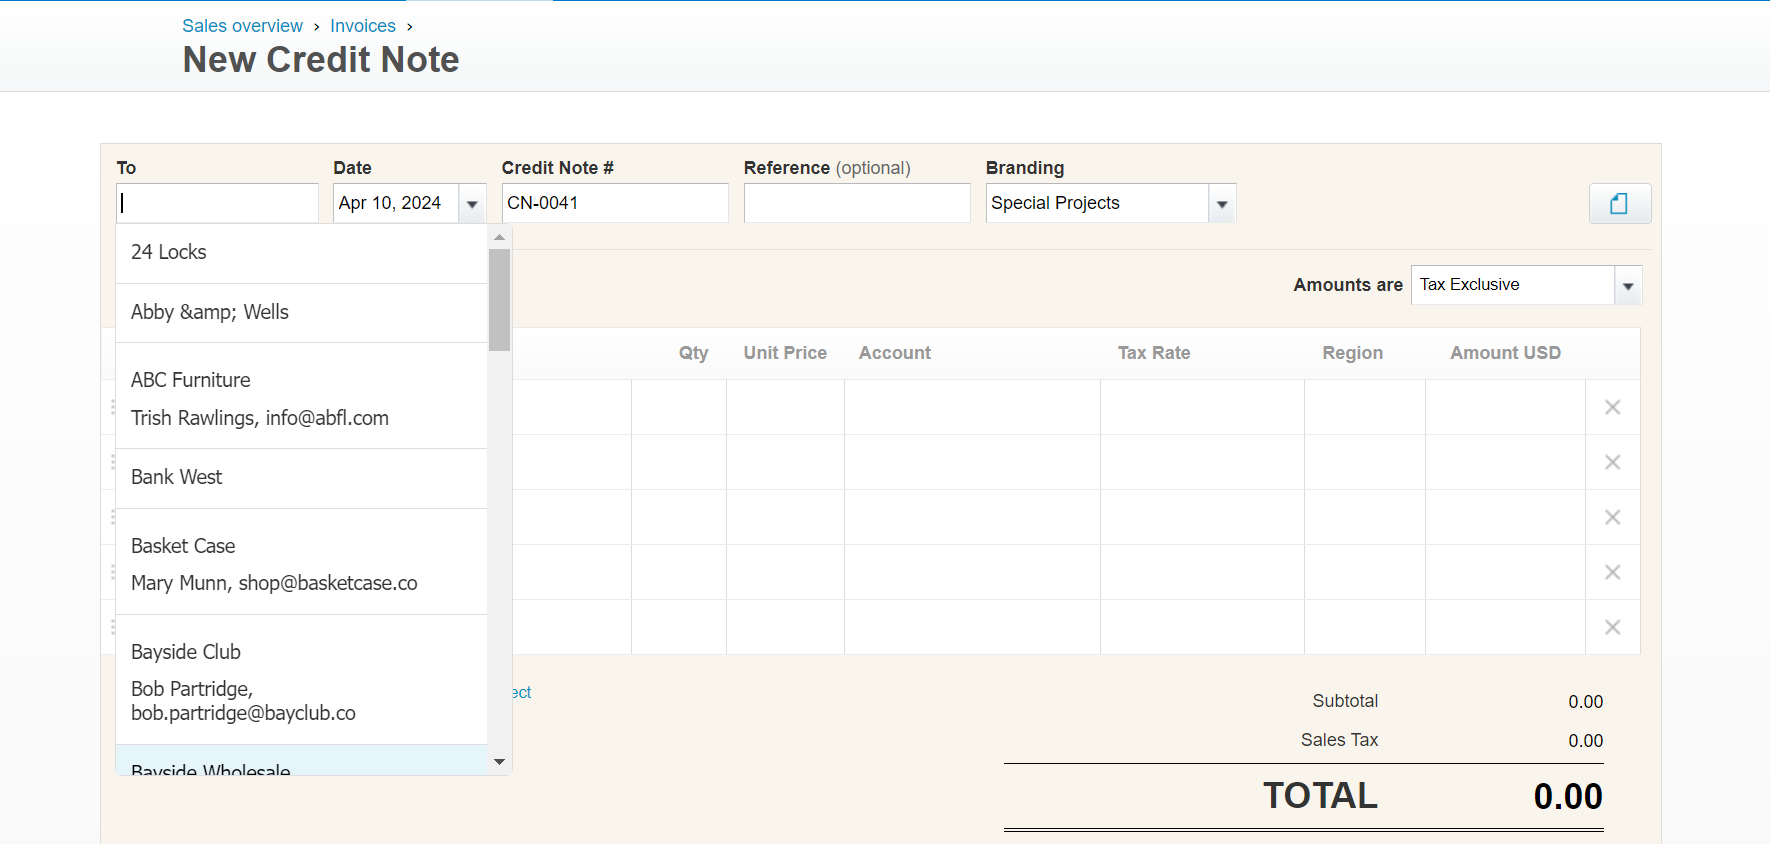 Sales overview › Invoices ›
New Credit Note
To
Date
Credit Note #
Reference (optional)
Branding
Apr 10, 2024
CN-0041
Special Projects
24 Locks
Abby &amp; Wells
ABC Furniture
Trish Rawlings, info@abfl.com
Bank West
Basket Case
Mary Munn, shop@basketcase.co
Bayside Club
Bob Partridge,
bob.partridge@bayclub.co
Bayside Wholesale
Amounts are
Tax Exclusive
Qty
Unit Price
Account
Tax Rate
Region
Amount USD
ect
Subtotal
0.00
Sales Tax
0.00
TOTAL
0.00